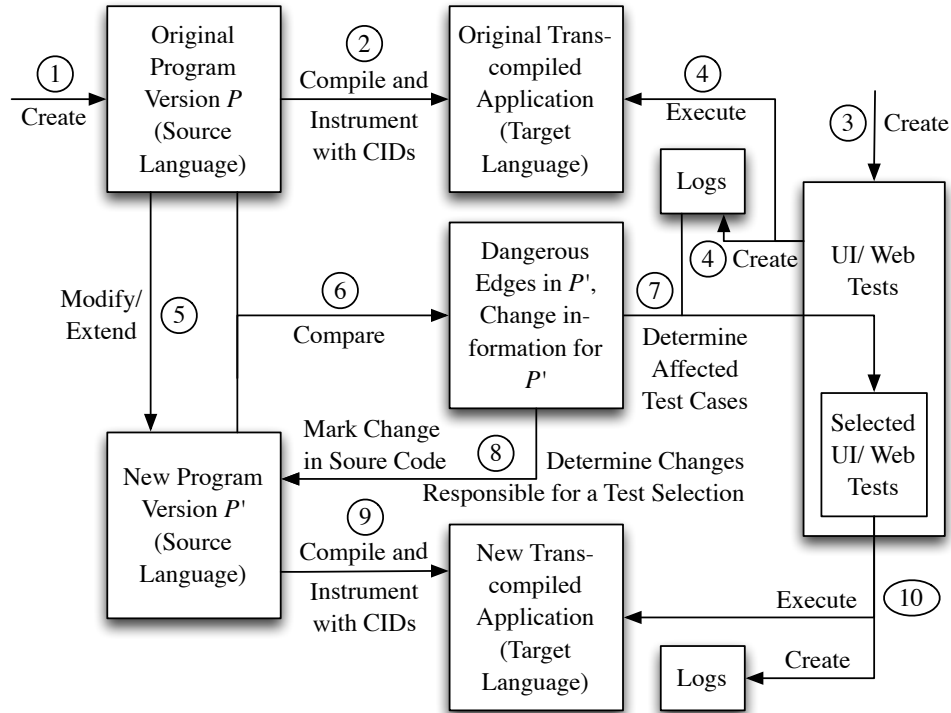 1
Create
Original
Program
Version P
(Source
Language)
2
Compile and
Instrument
with CIDs
Original Trans-
compiled
Application
(Target
Language)
4
Execute
3
Create
Logs
4
Create
UI/ Web
Tests
Modify/
Extend
5
6
Compare
Dangerous
Edges in P',
Change in-
formation for
P'
7
Determine
Affected
Test Cases
Selected
UI/ Web
Tests
Mark Change
in Soure Code
8
Determine Changes
Responsible for a Test Selection
New Program
Version P'
(Source
Language)
9
Compile and
Instrument
with CIDs
New Trans-
compiled
Application
(Target
Language)
Execute
10
Create
Logs